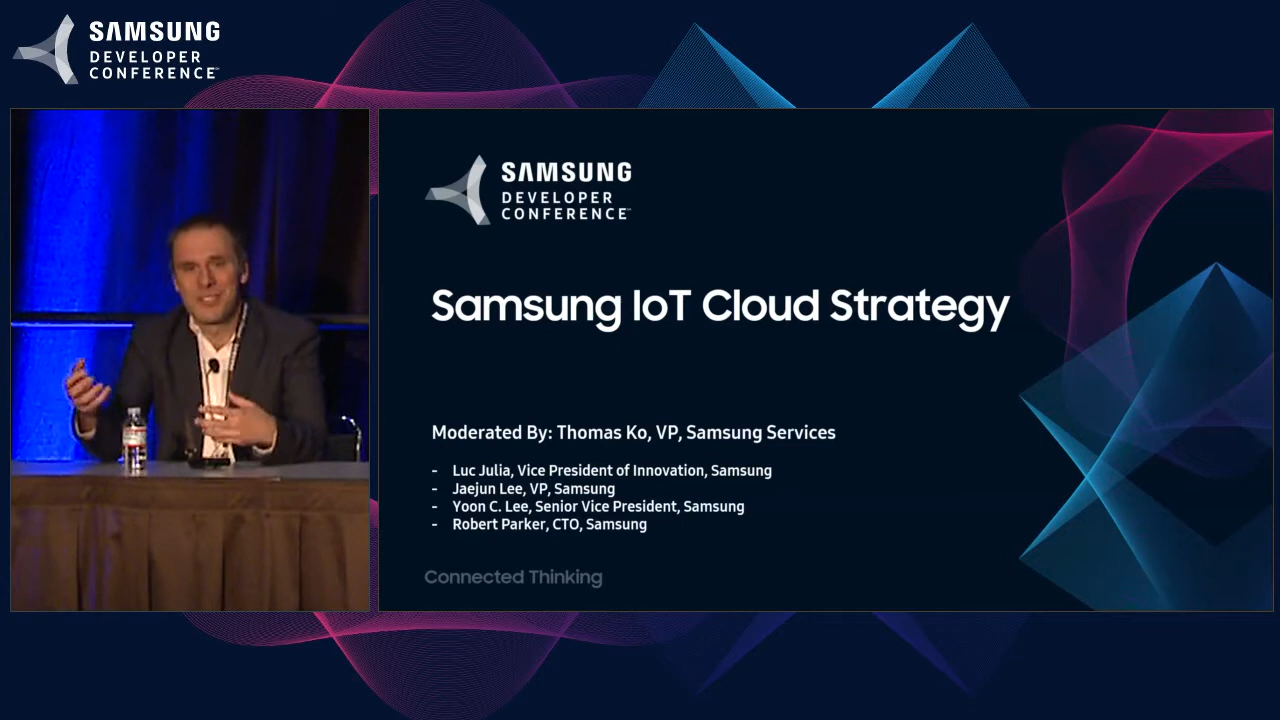 SAMSUNG
DEVELOPER
CONFERENCE
SAMSUNG
DEVELOPER
CONFERENCE
Samsung IoT Cloud Strategy
Moderated By: Thomas Ko, VP, Samsung Services
- Luc Julia, Vice President of Innovation, Samsung
- Jaejun Lee, VP, Samsung
- Yoon C. Lee, Senior Vice President, Samsung
- Robert Parker, CTO, Samsung
Connected Thinking